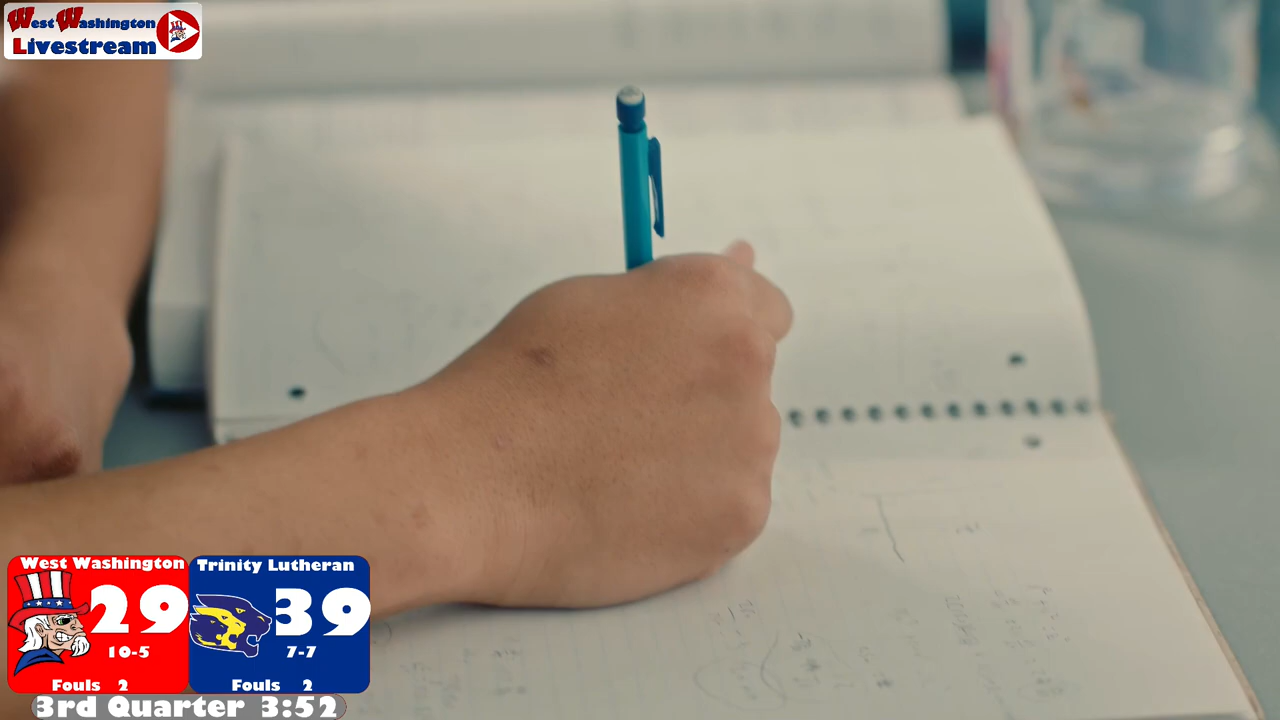 West Washington
Livestream
West Washington
29
10-5
Fouls 2
Trinity Lutheran
39
7-7
Fouls 2
3rd Quarter 3:52